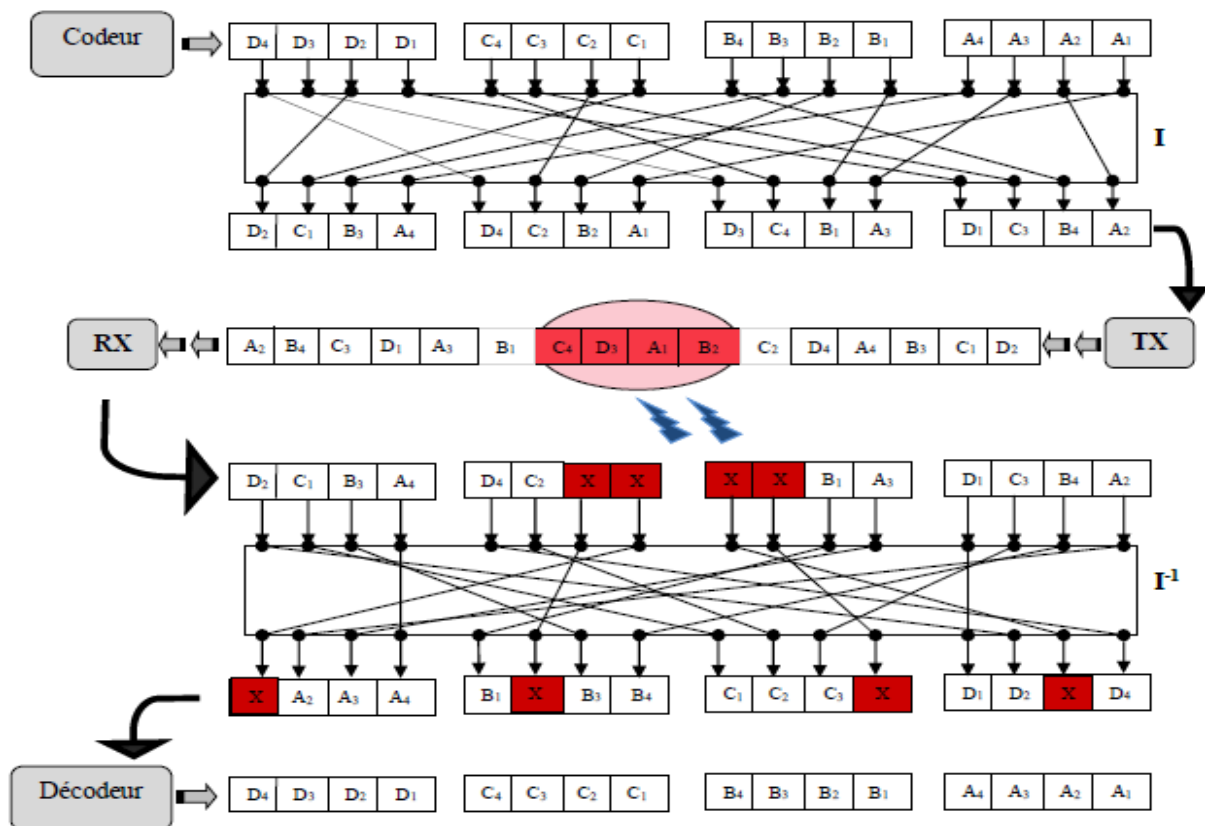 Codeur D₄ D₃ D₂ D₁ C₄ C₃ C₂ C₁ B₄ B₃ B₂ B₁ A₄ A₃ A₂ A₁
I
D₂ C₁ B₃ A₄ D₄ C₂ B₂ A₁ D₃ C₄ B₁ A₃ D₁ C₃ B₄ A₂
RX A₂ B₄ C₃ D₁ A₃ B₁ C₄ D₃ A₁ B₂ C₂ D₄ A₄ B₃ C₁ D₂ TX
D₂ C₁ B₃ A₄ D₄ C₂ X X X X B₁ A₃ D₁ C₃ B₄ A₂
I⁻¹
X A₂ A₃ A₄ B₁ X B₃ B₄ C₁ C₂ C₃ X D₁ D₂ X D₄
Décodeur D₄ D₃ D₂ D₁ C₄ C₃ C₂ C₁ B₄ B₃ B₂ B₁ A₄ A₃ A₂ A₁